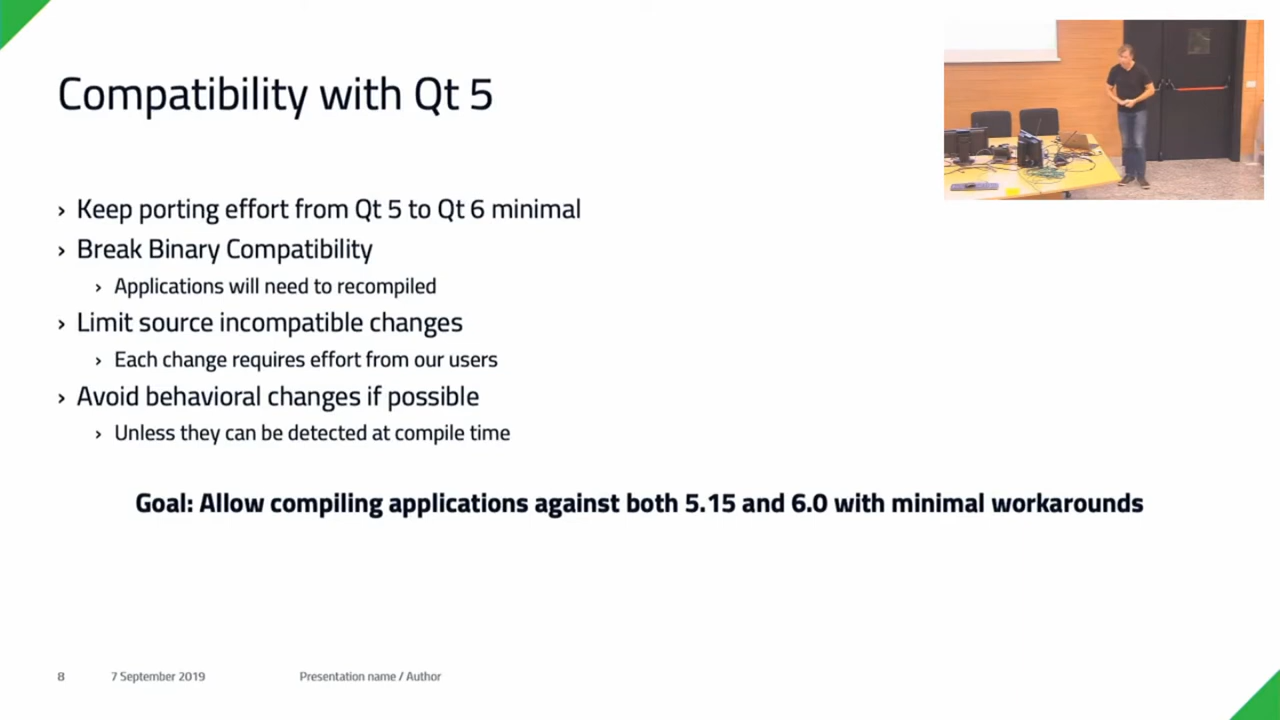 Compatibility with Qt 5
› Keep porting effort from Qt 5 to Qt 6 minimal
› Break Binary Compatibility
› Applications will need to recompiled
› Limit source incompatible changes
› Each change requires effort from our users
› Avoid behavioral changes if possible
› Unless they can be detected at compile time
Goal: Allow compiling applications against both 5.15 and 6.0 with minimal workarounds
8 7 September 2019 Presentation name / Author